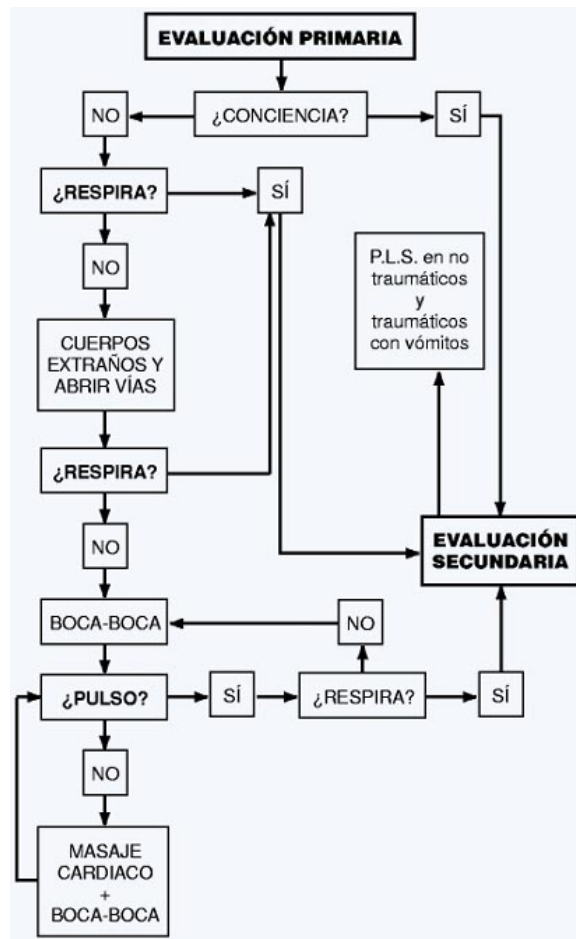 EVALUACIÓN PRIMARIA
NO
¿CONCIENCIA?
SÍ
¿RESPIRA?
SÍ
NO
P.L.S. en no
traumáticos
y
traumáticos
con vómitos
CUERPOS
EXTRAÑOS Y
ABRIR VÍAS
¿RESPIRA?
NO
EVALUACIÓN
SECUNDARIA
BOCA-BOCA
NO
¿PULSO?
SÍ
¿RESPIRA?
SÍ
NO
MASAJE
CARDIACO
+
BOCA-BOCA